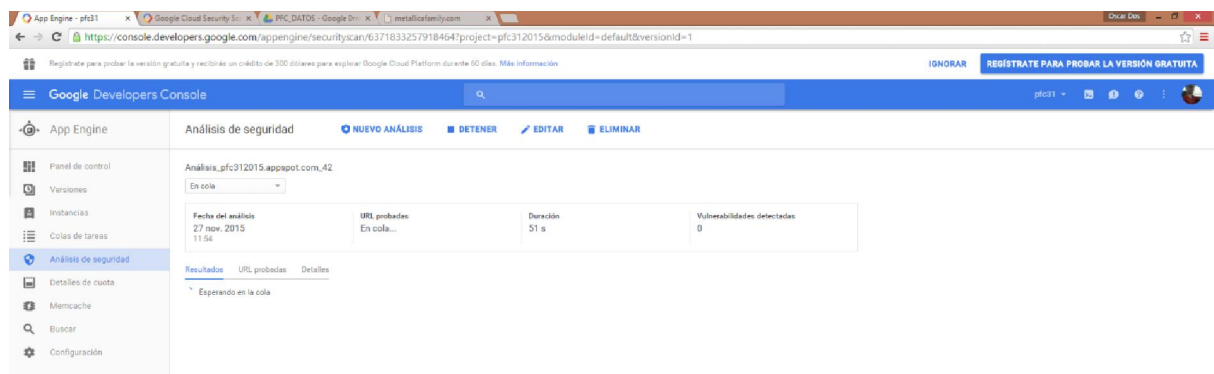 App Engine - pfc31
Google Cloud Security Sc
PFC_DATOS - Google Dri
metallicafamily.com
Oscar Dos
https://console.developers.google.com/appengine/securityscan/6371833257918464?project=pfc312015&moduleId=default&versionId=1
Regístrate para probar la versión gratuita y recibirás un crédito de 300 dólares para explorar Google Cloud Platform durante 60 días. Más información
IGNORAR
REGÍSTRATE PARA PROBAR LA VERSIÓN GRATUITA
Google Developers Console
pfc31
App Engine
Análisis de seguridad
NUEVO ANÁLISIS
DETENER
EDITAR
ELIMINAR
Panel de control
Versiones
Instancias
Colas de tareas
Análisis de seguridad
Detalles de cuota
Memcache
Buscar
Configuración
Análisis_pfc312015.appspot.com_42
En cola
Fecha del análisis
27 nov. 2015
11:54
URL probadas
En cola...
Duración
51 s
Vulnerabilidades detectadas
0
Resultados
URL probadas
Detalles
Esperando en la cola